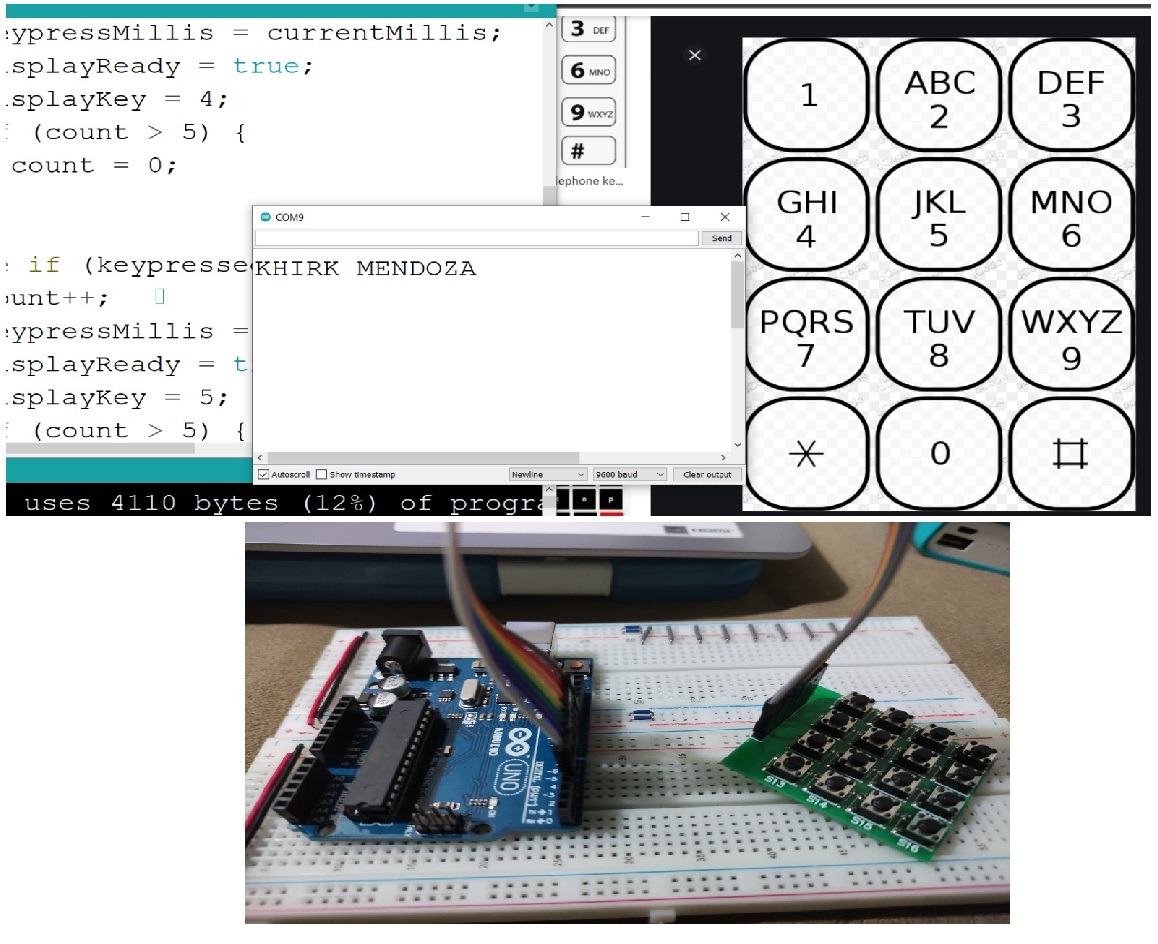 ypressMillis = currentMillis;
splayReady = true;
splayKey = 4;
(count > 5) {
count = 0;
if (keypresse
unt++;
ypressMillis =
splayReady = t
splayKey = 5;
(count > 5) {
uses 4110 bytes (12%) of progra
3 DEF
6 MNO
9 WXYZ
#
lephone ke...
COM9
Send
KHIRK MENDOZA
Autoscroll Show timestamp Newline 9600 baud Clear output
1 ABC DEF
2 3
GHI JKL MNO
4 5 6
PQRS TUV WXYZ
7 8 9
* 0 #
UNO
S13
S14
S15
S16